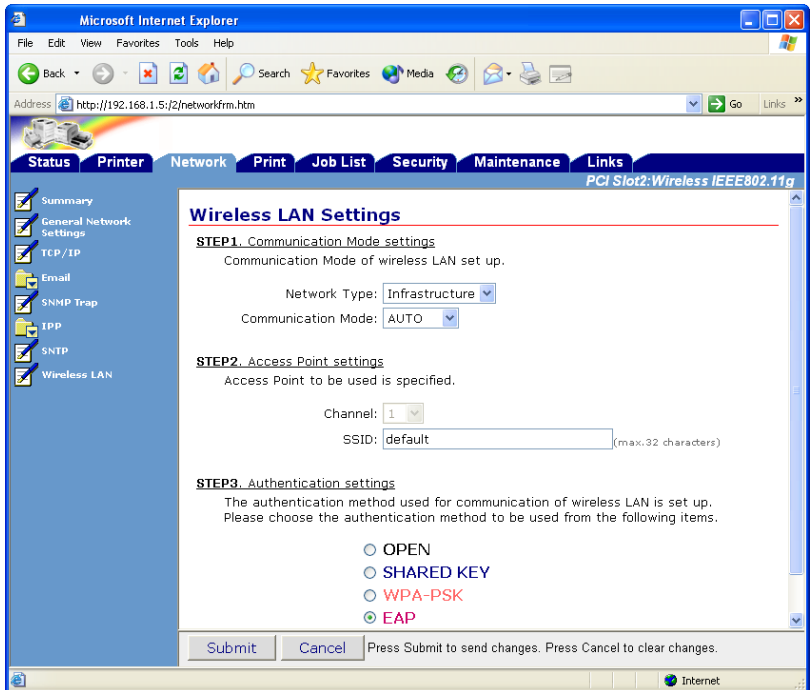 Microsoft Internet Explorer
File Edit View Favorites Tools Help
Back Search Favorites Media
Address http://192.168.1.5:/2/networkfrm.htm Go Links »
Status Printer Network Print Job List Security Maintenance Links
PCI Slot2:Wireless IEEE802.11g
Summary
General Network
Settings
TCP/IP
Email
SNMP Trap
IPP
SNTP
Wireless LAN
Wireless LAN Settings
STEP1. Communication Mode settings
Communication Mode of wireless LAN set up.
Network Type: Infrastructure
Communication Mode: AUTO
STEP2. Access Point settings
Access Point to be used is specified.
Channel: 1
SSID: default (max.32 characters)
STEP3. Authentication settings
The authentication method used for communication of wireless LAN is set up.
Please choose the authentication method to be used from the following items.
OPEN
SHARED KEY
WPA-PSK
EAP
Submit Cancel Press Submit to send changes. Press Cancel to clear changes.
Internet